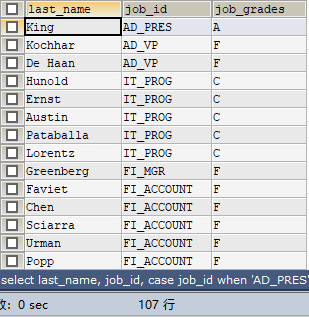 last_name job_id job_grades
King AD_PRES A
Kochhar AD_VP F
De Haan AD_VP F
Hunold IT_PROG C
Ernst IT_PROG C
Austin IT_PROG C
Pataballa IT_PROG C
Lorentz IT_PROG C
Greenberg FI_MGR F
Faviet FI_ACCOUNT F
Chen FI_ACCOUNT F
Sciarra FI_ACCOUNT F
Urman FI_ACCOUNT F
Popp FI_ACCOUNT F
select last_name, job_id, case job_id when 'AD_PRES'
: 0 sec 107 行